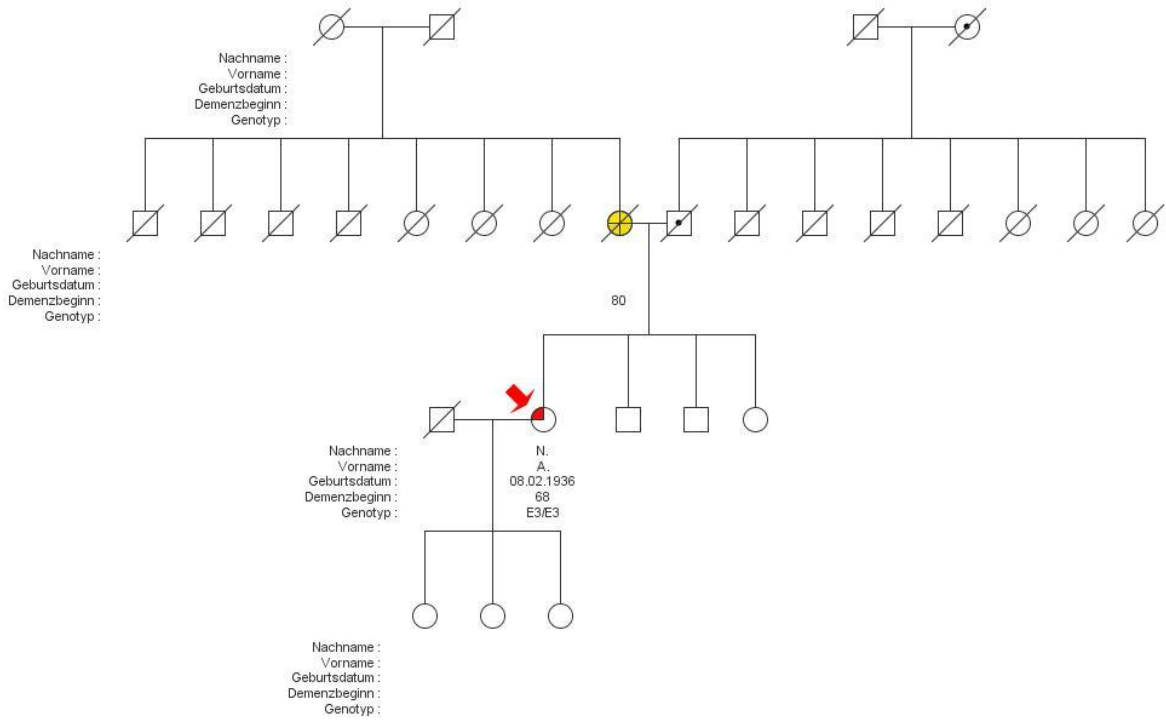 Nachname :
Vorname :
Geburtsdatum :
Demenzbeginn :
Genotyp :
Nachname :
Vorname :
Geburtsdatum :
Demenzbeginn : 80
Genotyp :
Nachname : N.
Vorname : A.
Geburtsdatum : 08.02.1936
Demenzbeginn : 68
Genotyp : E3/E3
Nachname :
Vorname :
Geburtsdatum :
Demenzbeginn :
Genotyp :